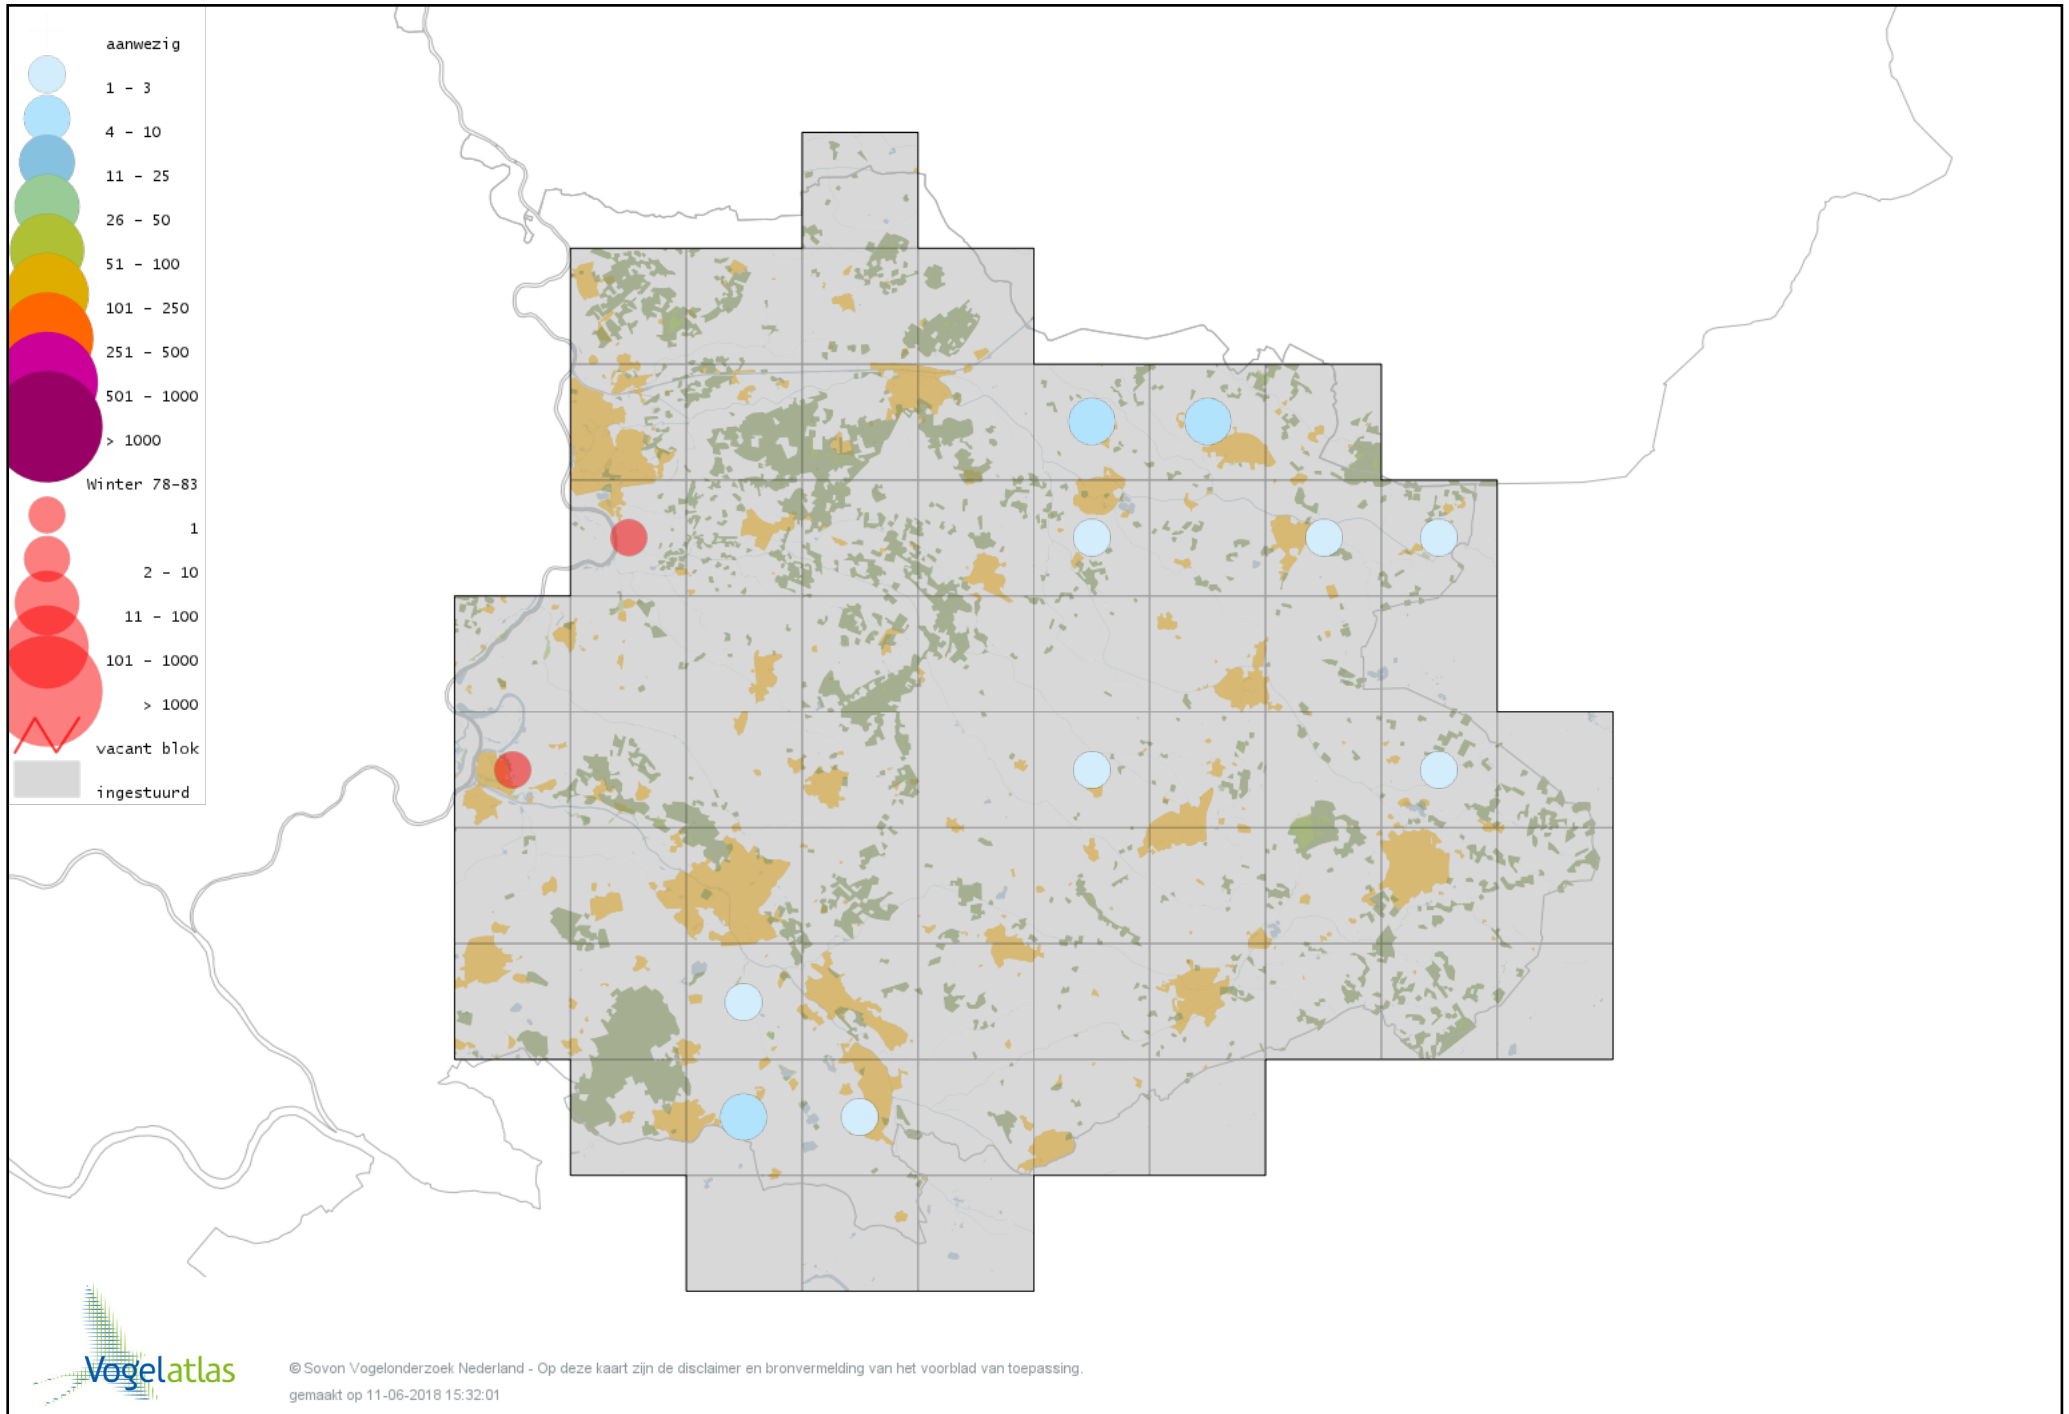 aanwezig
1 – 3
4 – 10
11 – 25
26 – 50
51 – 100
101 – 250
251 – 500
501 – 1000
> 1000
Winter 78-83
1
2 – 10
11 – 100
101 – 1000
> 1000
vacant blok
ingestuurd
Vogelatlas
© Sovon Vogelonderzoek Nederland - Op deze kaart zijn de disclaimer en bronvermelding van het voorblad van toepassing.
gemaakt op 11-06-2018 15:32:01